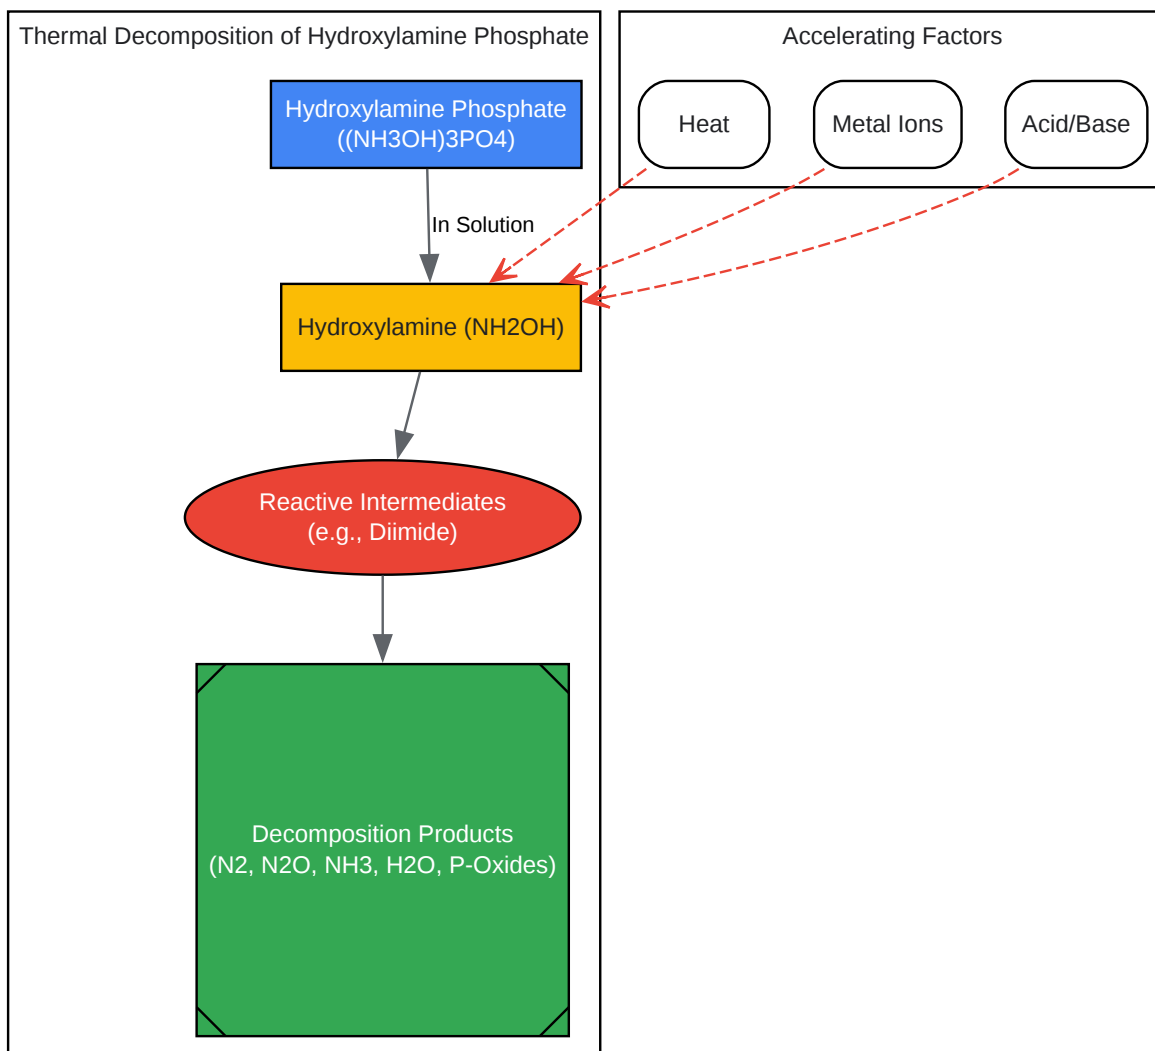 Thermal Decomposition of Hydroxylamine Phosphate
Hydroxylamine Phosphate
((NH3OH)3PO4)
In Solution
Hydroxylamine (NH2OH)
Reactive Intermediates
(e.g., Diimide)
Decomposition Products
(N2, N2O, NH3, H2O, P-Oxides)
Accelerating Factors
Heat
Metal Ions
Acid/Base